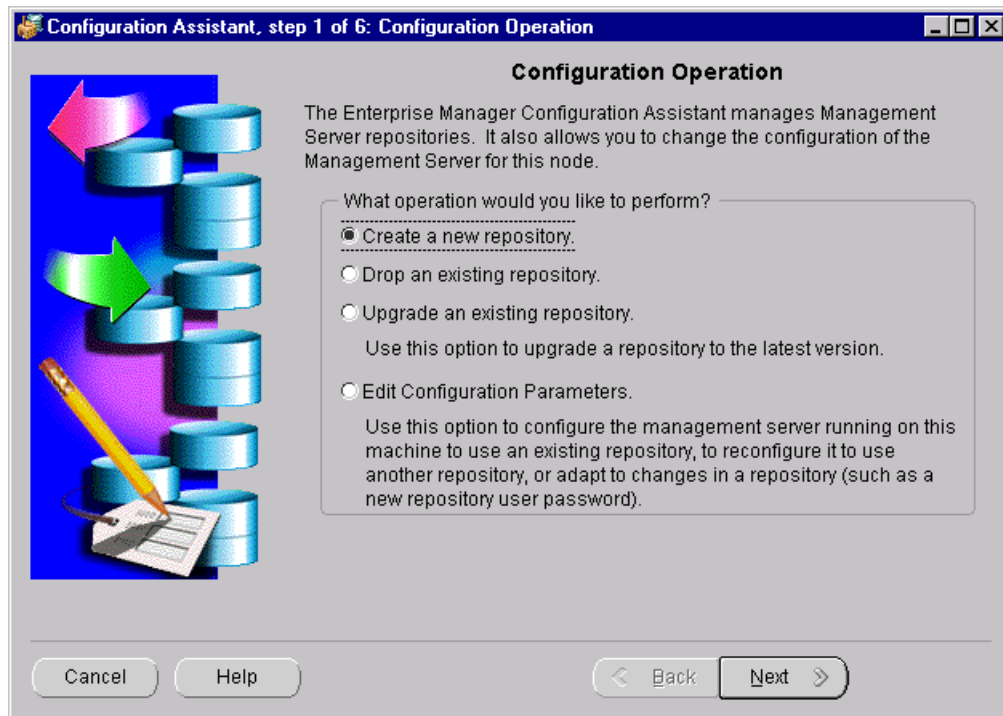 Configuration Assistant, step 1 of 6: Configuration Operation
Configuration Operation
The Enterprise Manager Configuration Assistant manages Management
Server repositories. It also allows you to change the configuration of the
Management Server for this node.
What operation would you like to perform?
Create a new repository.
Drop an existing repository.
Upgrade an existing repository.
Use this option to upgrade a repository to the latest version.
Edit Configuration Parameters.
Use this option to configure the management server running on this
machine to use an existing repository, to reconfigure it to use
another repository, or adapt to changes in a repository (such as a
new repository user password).
Cancel
Help
Back
Next